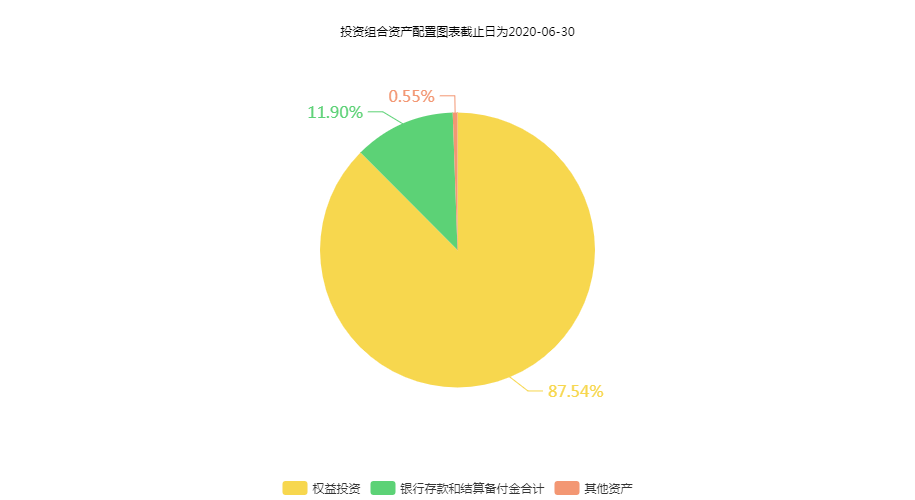 投资组合资产配置图表截止日为2020-06-30
0.55%
11.90%
87.54%
权益投资 银行存款和结算备付金合计 其他资产